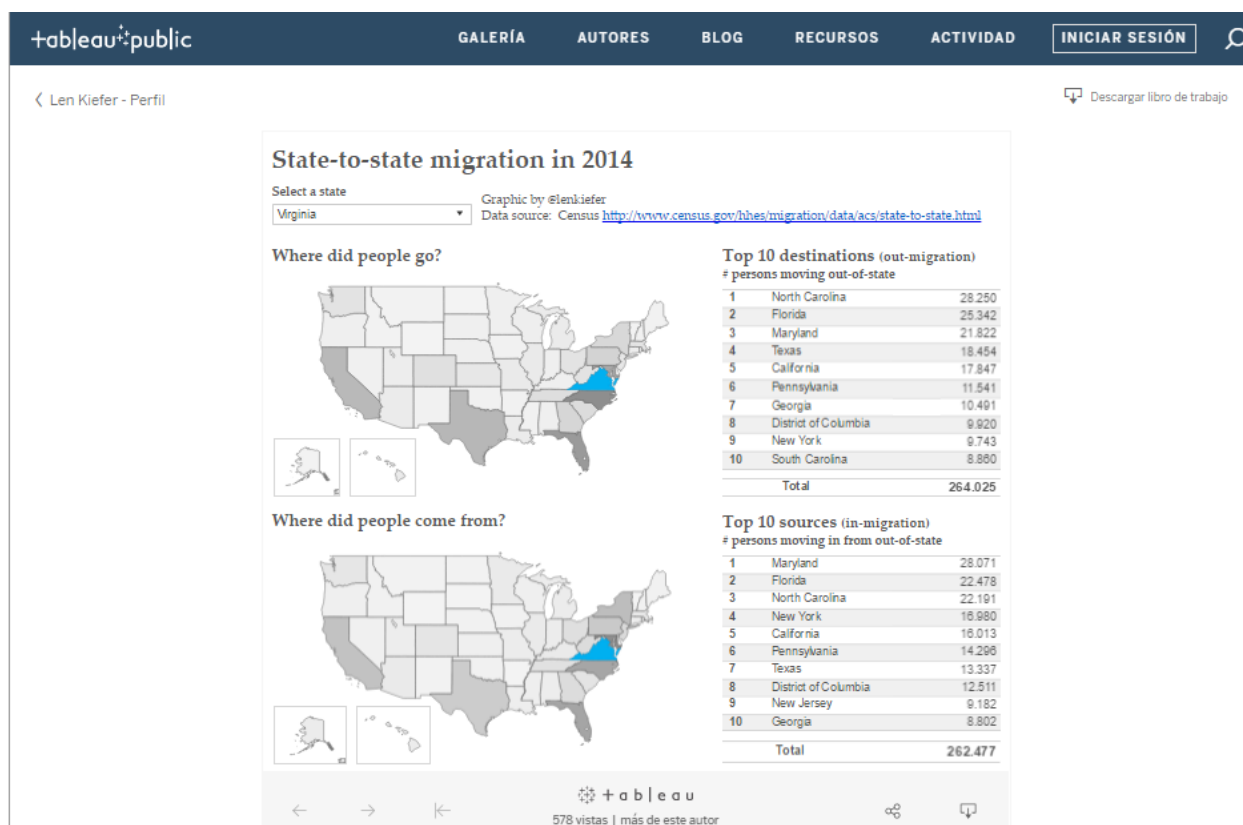 +ableau public
GALERÍA AUTORES BLOG RECURSOS ACTIVIDAD INICIAR SESIÓN
Len Kiefer - Perfil
Descargar libro de trabajo
State-to-state migration in 2014
Select a state
Virginia
Graphic by @lenkiefer
Data source: Census http://www.census.gov/hhes/migration/data/acs/state-to-state.html
Where did people go?
Top 10 destinations (out-migration)
# persons moving out-of-state
1 North Carolina 28.250
2 Florida 25.342
3 Maryland 21.822
4 Texas 18.454
5 California 17.847
6 Pennsylvania 11.541
7 Georgia 10.491
8 District of Columbia 9.920
9 New York 9.743
10 South Carolina 8.860
Total 264.025
Where did people come from?
Top 10 sources (in-migration)
# persons moving in from out-of-state
1 Maryland 28.071
2 Florida 22.478
3 North Carolina 22.191
4 New York 16.980
5 California 16.013
6 Pennsylvania 14.296
7 Texas 13.337
8 District of Columbia 12.511
9 New Jersey 9.182
10 Georgia 8.802
Total 262.477
+ableau
578 vistas | más de este autor